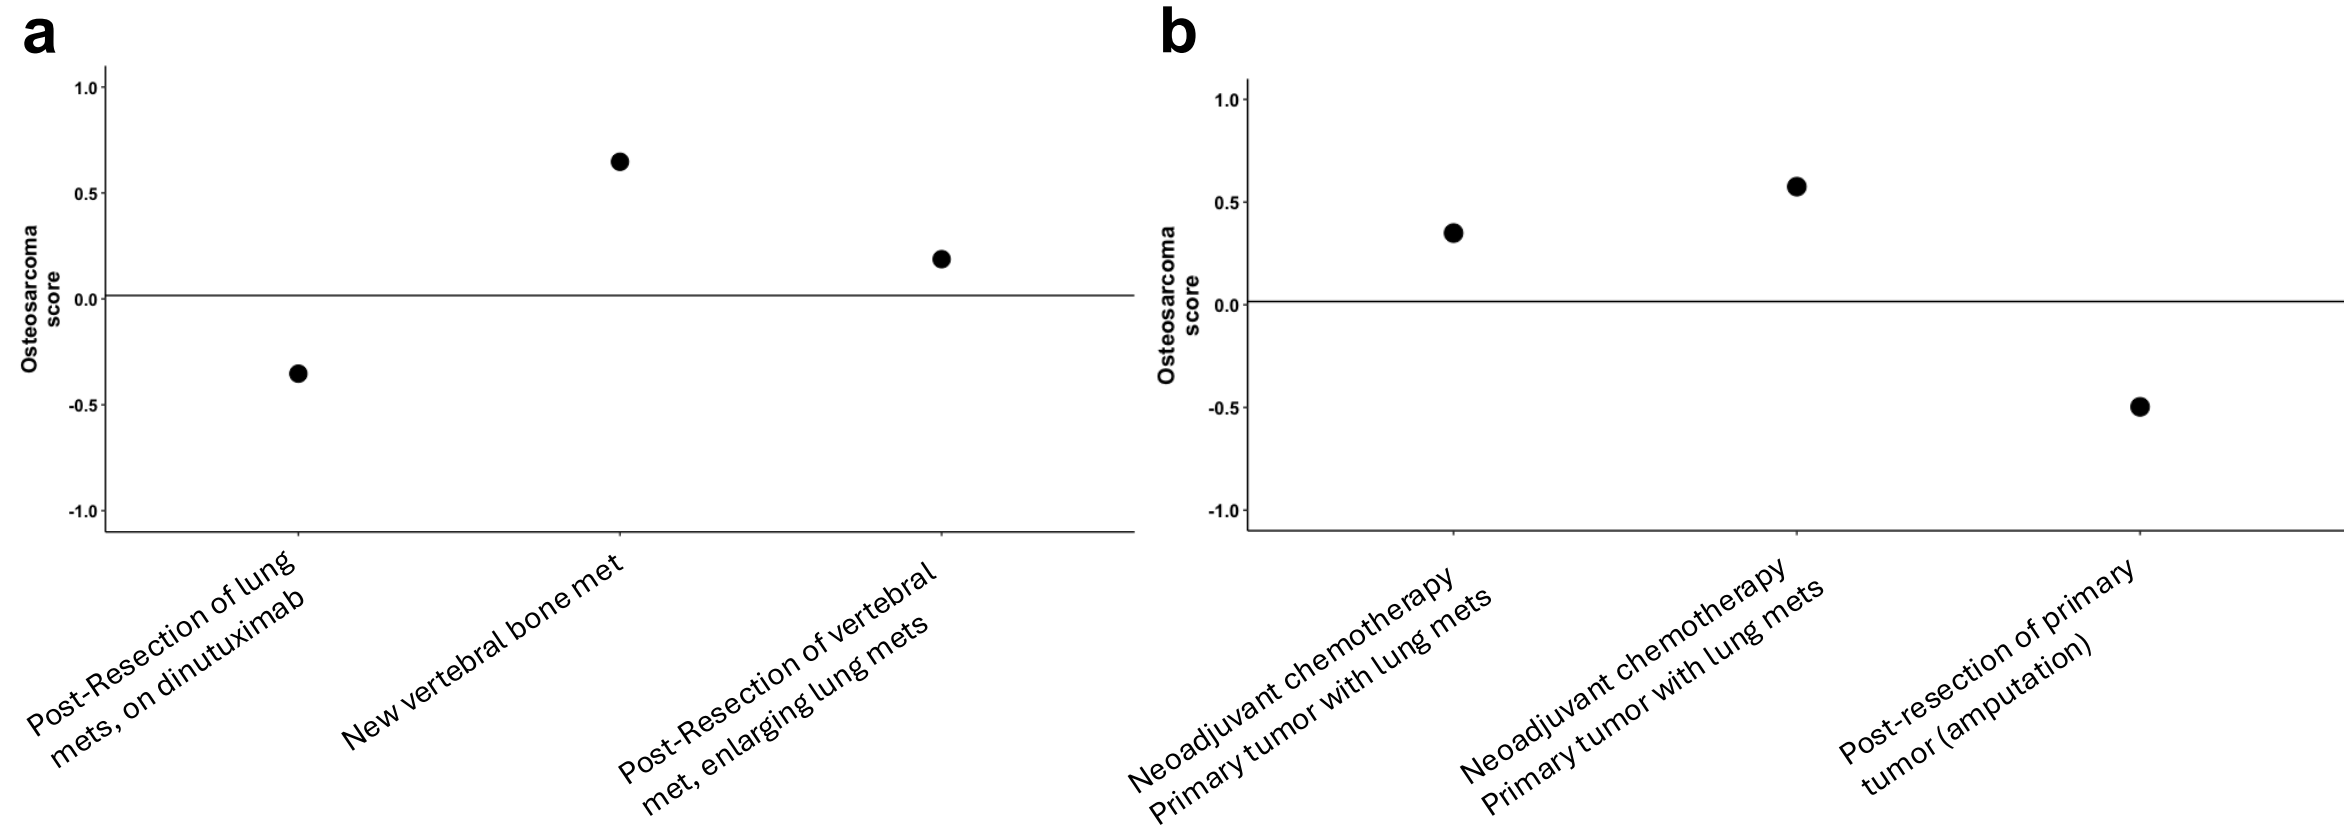 a
1.0
0.5
0.0
-0.5
-1.0
Osteosarcoma
score
Post-Resection of lung
mets, on dinutuximab
New vertebral bone met
Post-Resection of vertebral
met, enlarging lung mets
b
1.0
0.5
0.0
-0.5
-1.0
Osteosarcoma
score
Neoadjuvant chemotherapy
Primary tumor with lung mets
Neoadjuvant chemotherapy
Primary tumor with lung mets
Post-resection of primary
tumor (amputation)